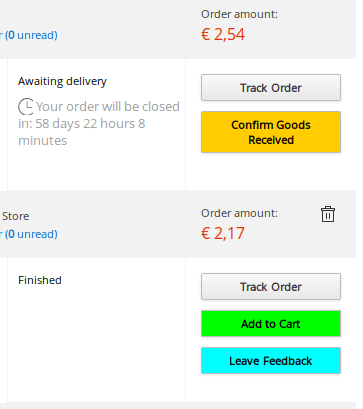 Order amount:
(0 unread)
€ 2,54
Awaiting delivery
Your order will be closed
in: 58 days 22 hours 8
minutes
Track Order
Confirm Goods
Received
Store
Order amount:
(0 unread)
€ 2,17
Finished
Track Order
Add to Cart
Leave Feedback